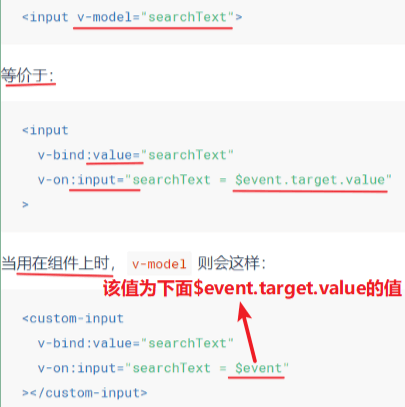 <input v-model="searchText">
等价于：
<input
v-bind:value="searchText"
v-on:input="searchText = $event.target.value"
>
当用在组件上时，v-model 则会这样：
该值为下面$event.target.value的值
<custom-input
v-bind:value="searchText"
v-on:input="searchText = $event"
></custom-input>